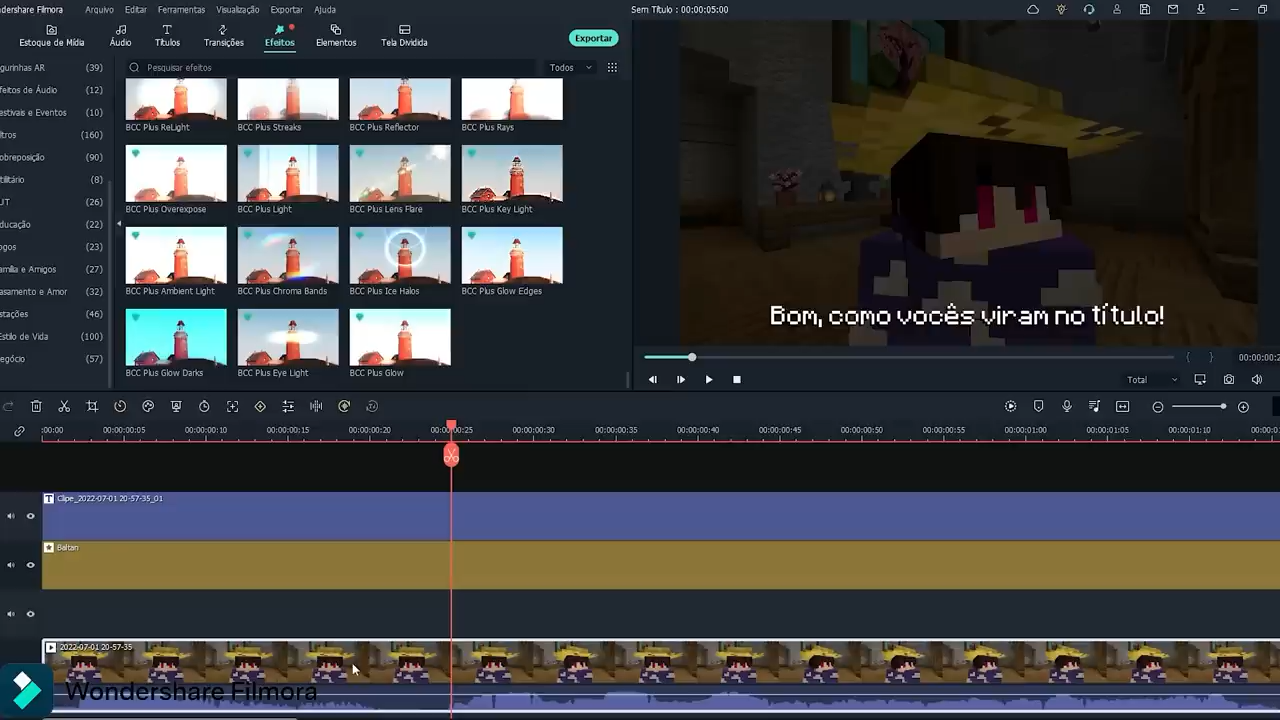 dershare Filmora Arquivo Editar Ferramentas Visualização Exportar Ajuda Sem Título : 00:00:05:00
Estoque de Mídia Áudio Títulos Transições Efeitos Elementos Tela Dividida Exportar
gurinhas AR (39)
feitos de Áudio (12)
estivais e Eventos (10)
ltros (160)
obreposição (90)
tilitário (8)
UT (26)
ducação (22)
ogos (23)
amília e Amigos (27)
asamento e Amor (32)
stações (46)
stilo de Vida (100)
egócio (57)
Pesquisar efeitos Todos
BCC Plus ReLight BCC Plus Streaks BCC Plus Reflector BCC Plus Rays
BCC Plus Overexpose BCC Plus Light BCC Plus Lens Flare BCC Plus Key Light
BCC Plus Ambient Light BCC Plus Chroma Bands BCC Plus Ice Halos BCC Plus Glow Edges
BCC Plus Glow Darks BCC Plus Eye Light BCC Plus Glow
Bom, como vocês viram no título!
{ } 00:00:00:2
Total
:00:00 00:00:00:05 00:00:00:10 00:00:00:15 00:00:00:20 00:00:00:25 00:00:00:30 00:00:00:35 00:00:00:40 00:00:00:45 00:00:00:50 00:00:00:55 00:00:01:00 00:00:01:05 00:00:01:10 00:00:0
Clipe_2022-07-01 20-57-35_01
Baltan
2022-07-01 20-57-35
Wondershare Filmora